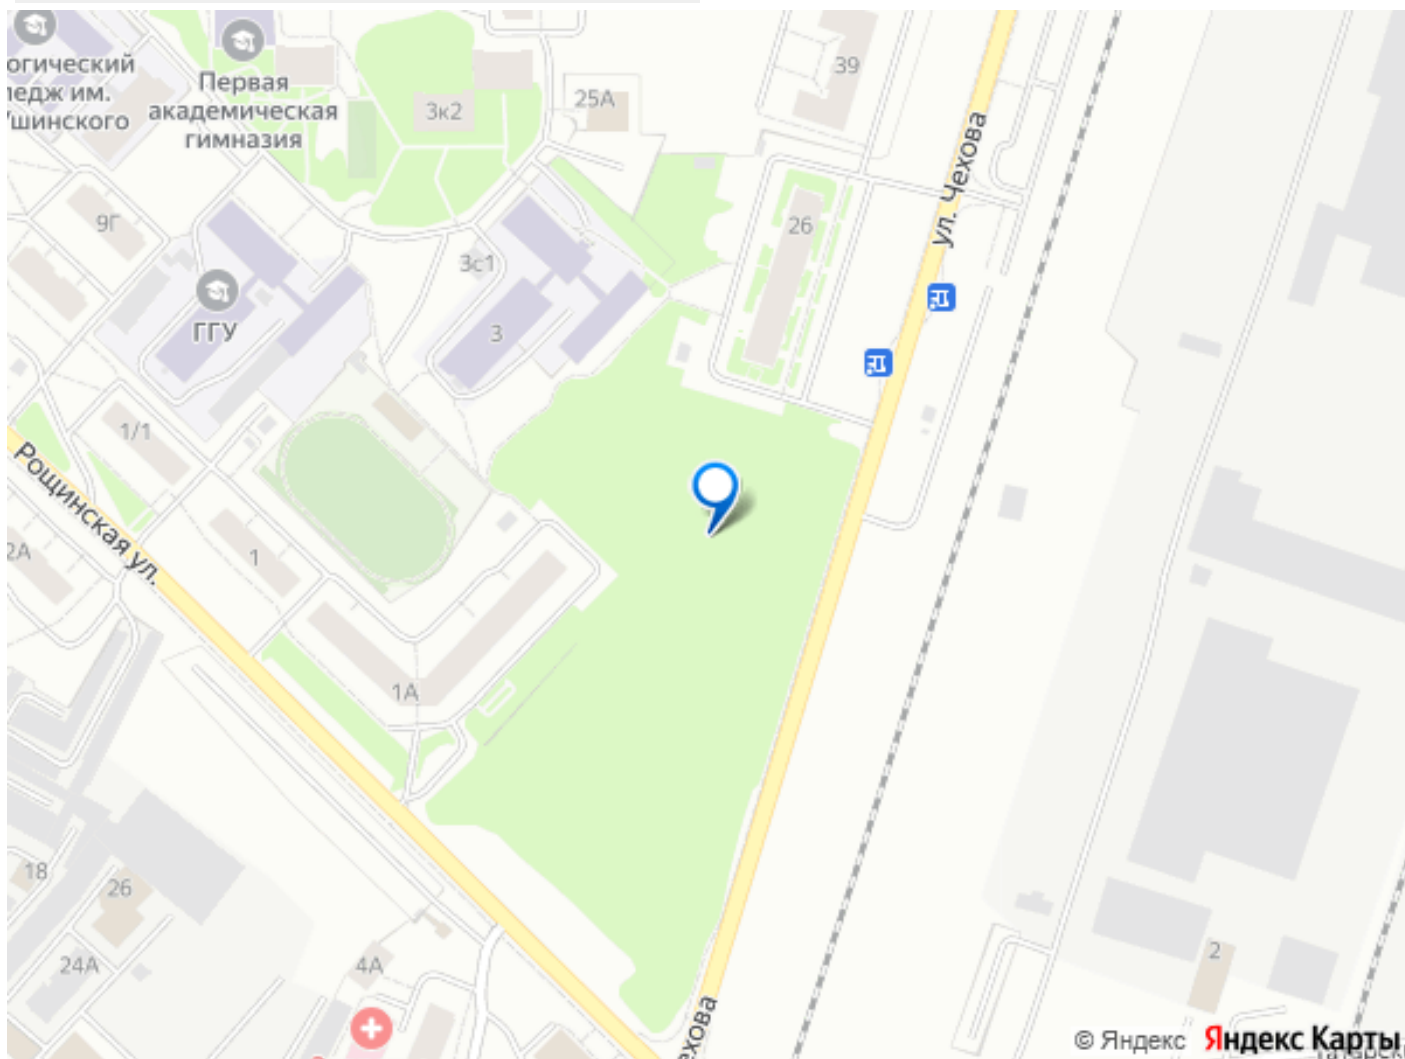 огический
ледж им.
шинского
Первая
академическая
гимназия
3к2
25А
39
ул. Чехова
9Г
26
3с1
ГГУ
3
1/1
Рощинская ул.
2А
1
1А
18
26
24А
4А
2
ехова
© Яндекс
Яндекс Карты